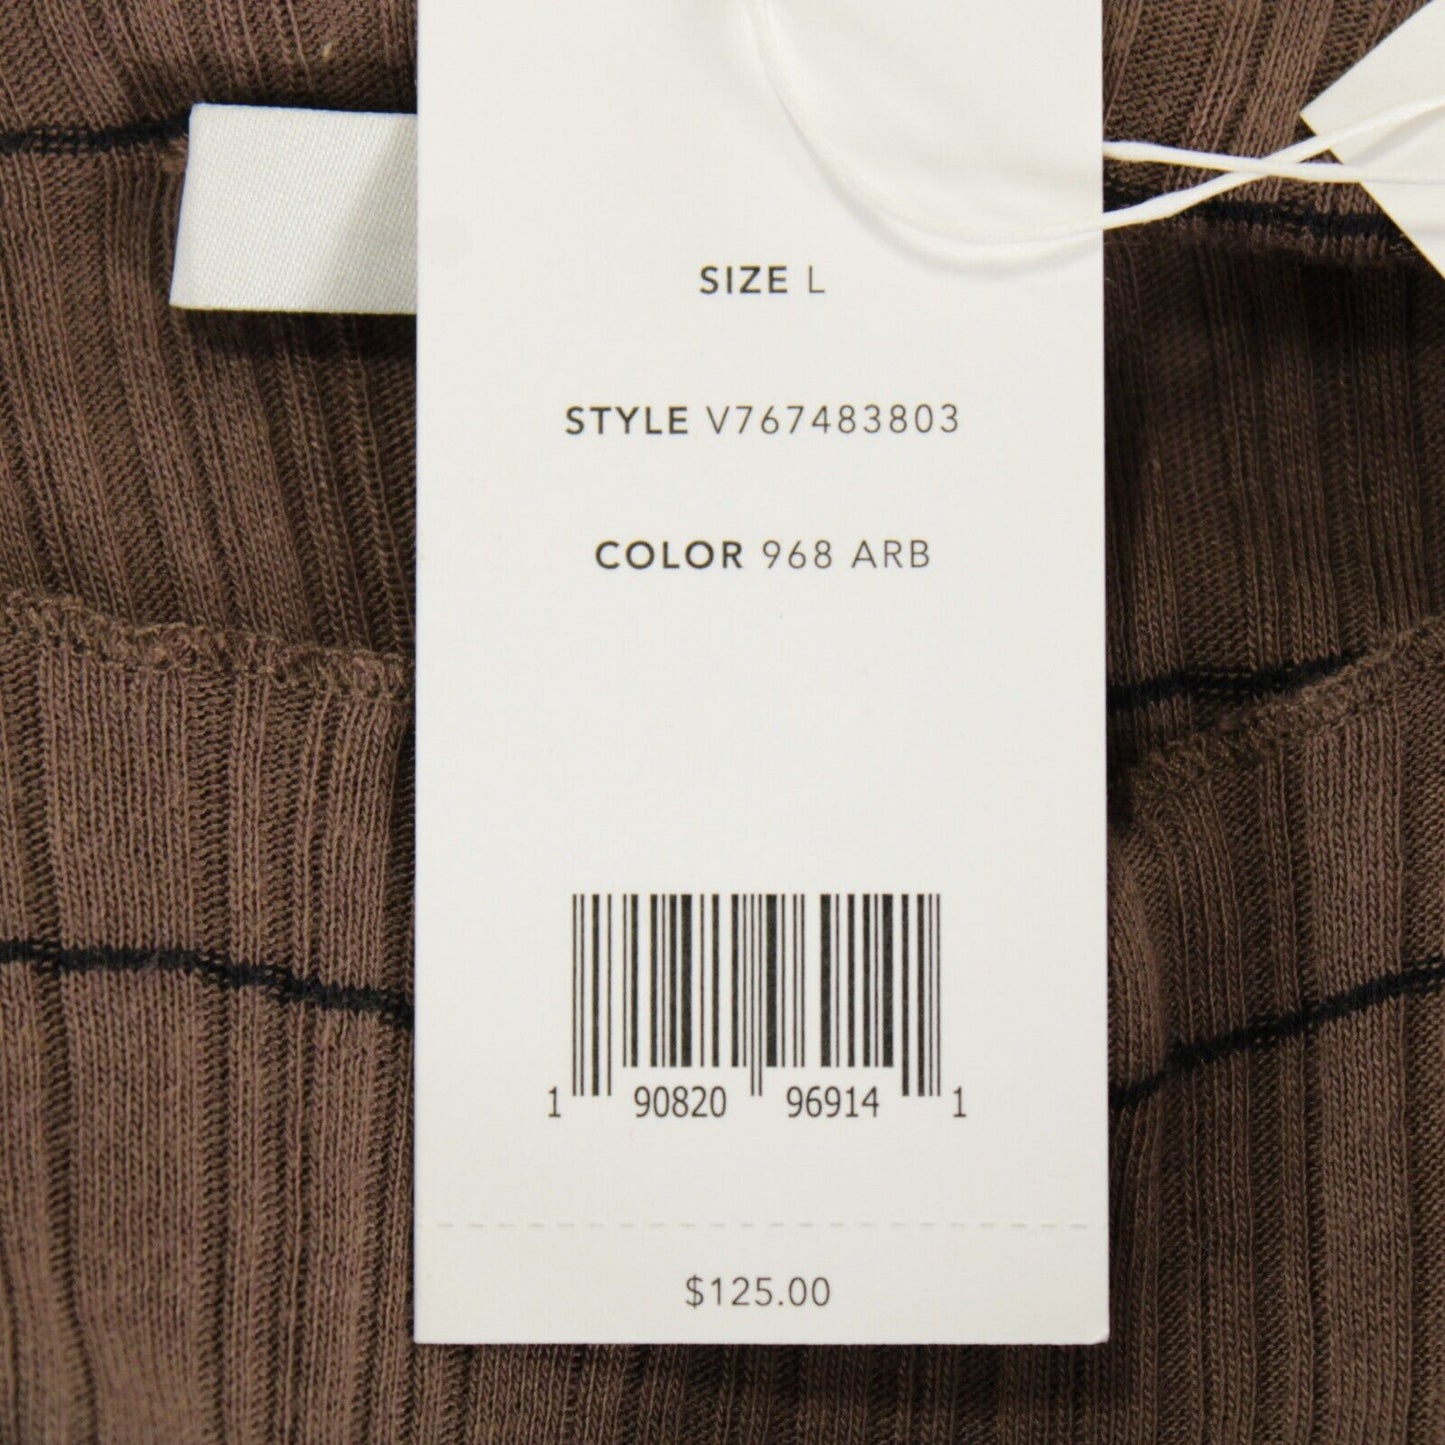 SIZE L
STYLE V767483803
COLOR 968 ARB
1 90820 96914 1
$125.00